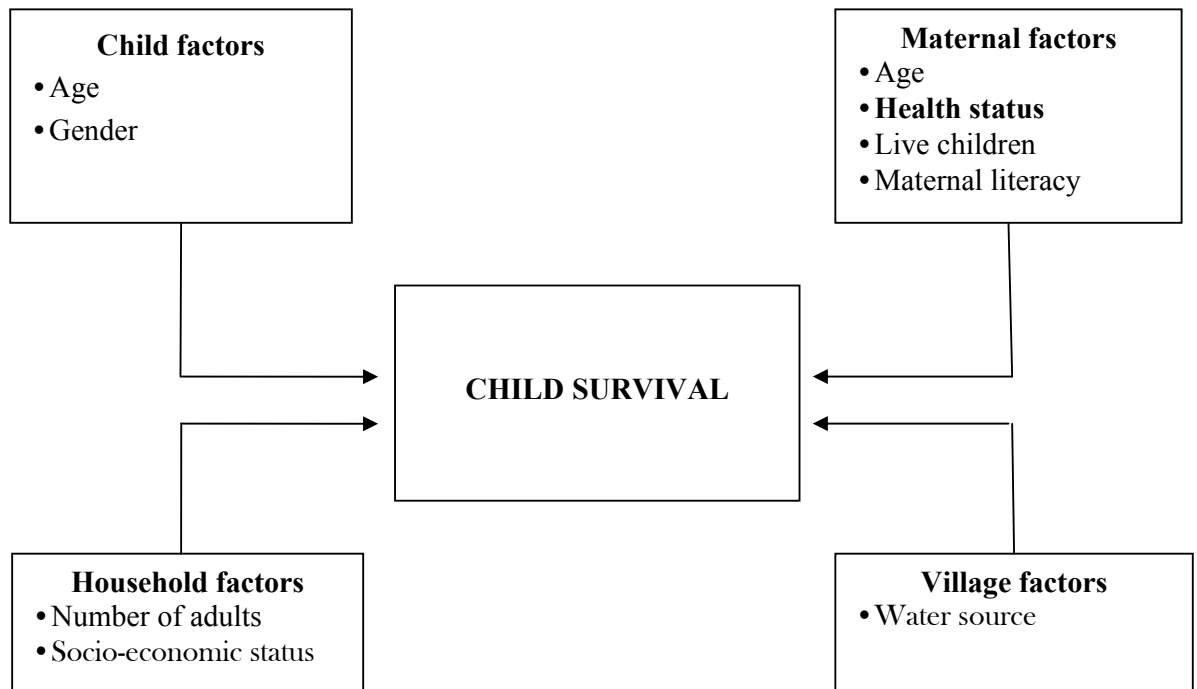 Child factors
• Age
• Gender
Maternal factors
• Age
• Health status
• Live children
• Maternal literacy
CHILD SURVIVAL
Household factors
• Number of adults
• Socio-economic status
Village factors
• Water source